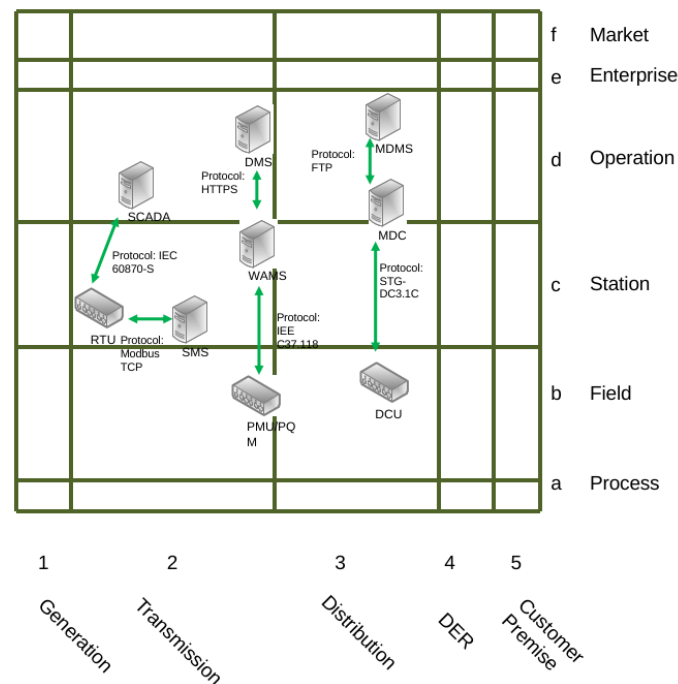 f Market
e Enterprise
DMS
MDMS
Protocol:
HTTPS
Protocol:
FTP
d Operation
SCADA
MDC
Protocol: IEC
60870-S
WAMS
Protocol:
STG-
DC3.1C
c Station
RTU
Protocol:
Modbus
TCP
SMS
Protocol:
IEE
C37.118
PMU/PQ
M
DCU
b Field
a Process
1
2
3
4
5
Generation
Transmission
Distribution
DER
Customer
Premise